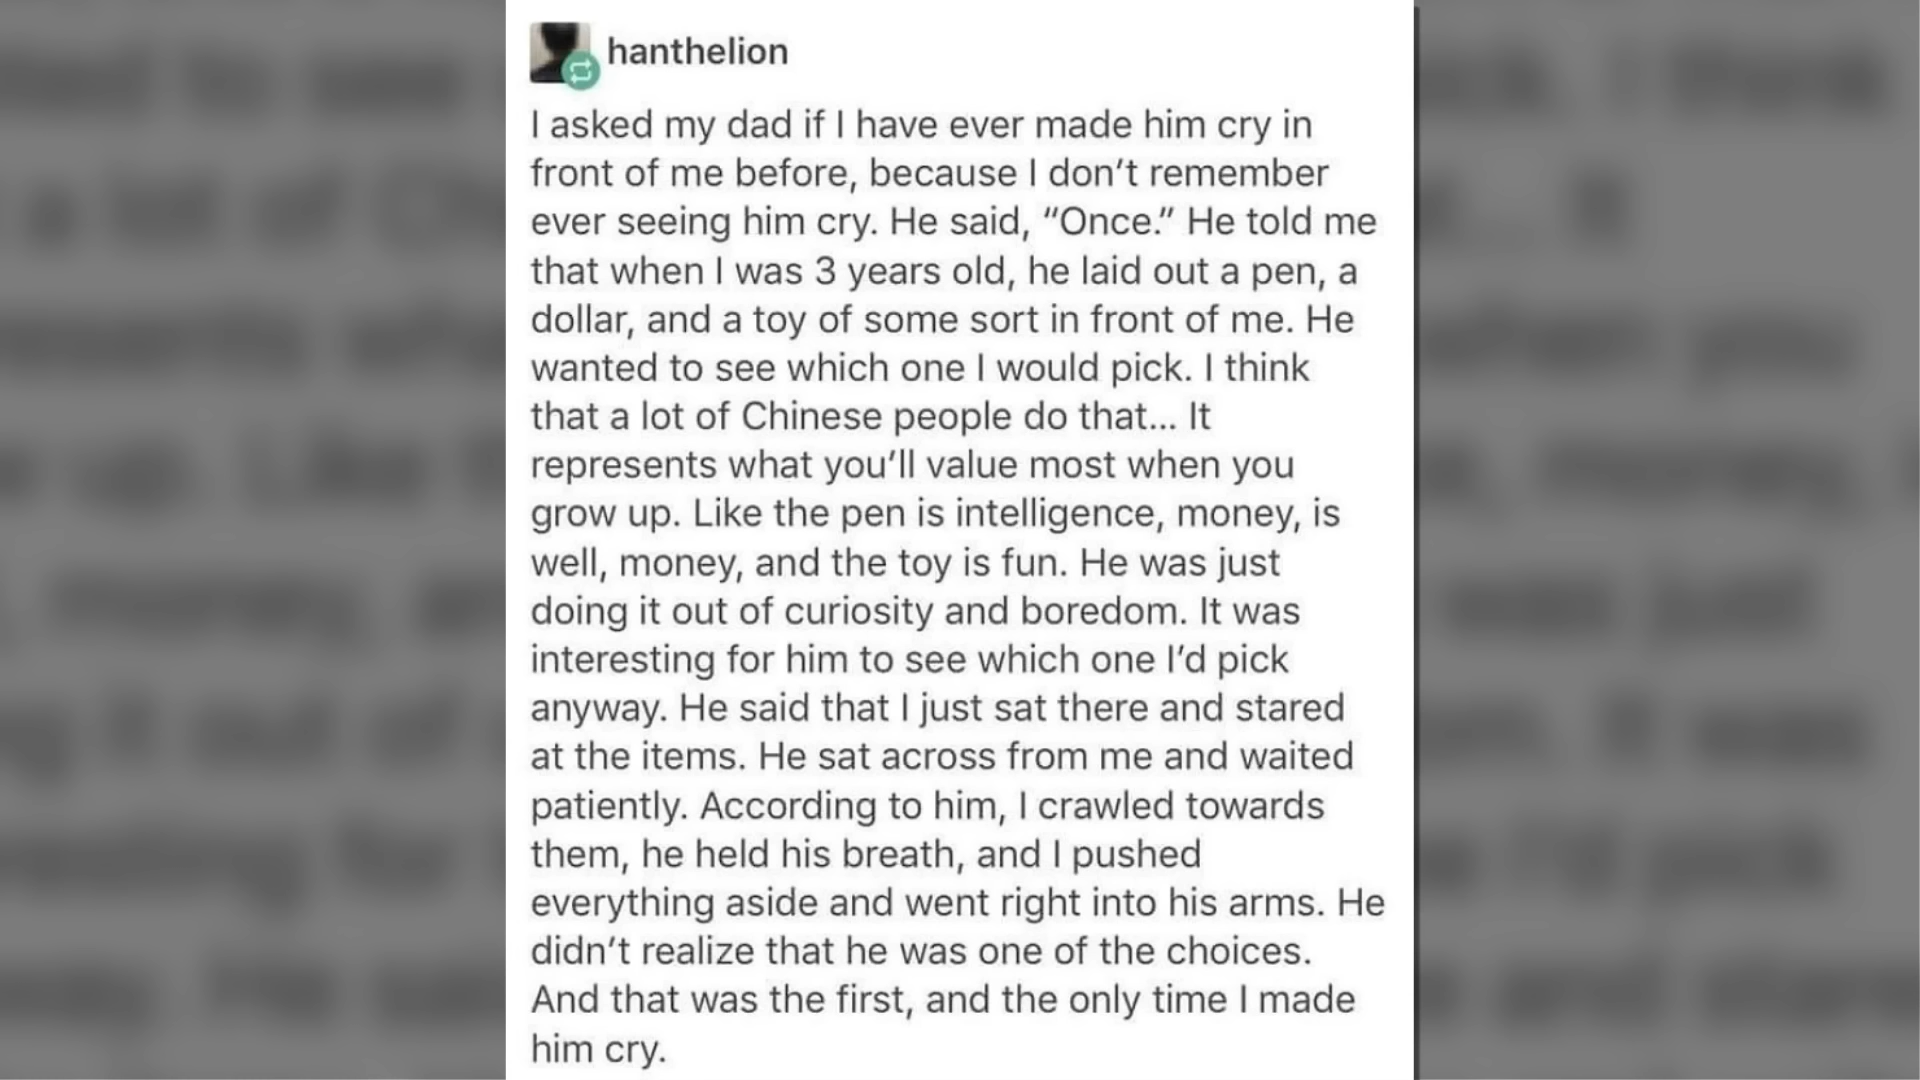 hanthelion
I asked my dad if I have ever made him cry in
front of me before, because I don't remember
ever seeing him cry. He said, “Once.” He told me
that when I was 3 years old, he laid out a pen, a
dollar, and a toy of some sort in front of me. He
wanted to see which one I would pick. I think
that a lot of Chinese people do that... It
represents what you'll value most when you
grow up. Like the pen is intelligence, money, is
well, money, and the toy is fun. He was just
doing it out of curiosity and boredom. It was
interesting for him to see which one I'd pick
anyway. He said that I just sat there and stared
at the items. He sat across from me and waited
patiently. According to him, I crawled towards
them, he held his breath, and I pushed
everything aside and went right into his arms. He
didn't realize that he was one of the choices.
And that was the first, and the only time I made
him cry.